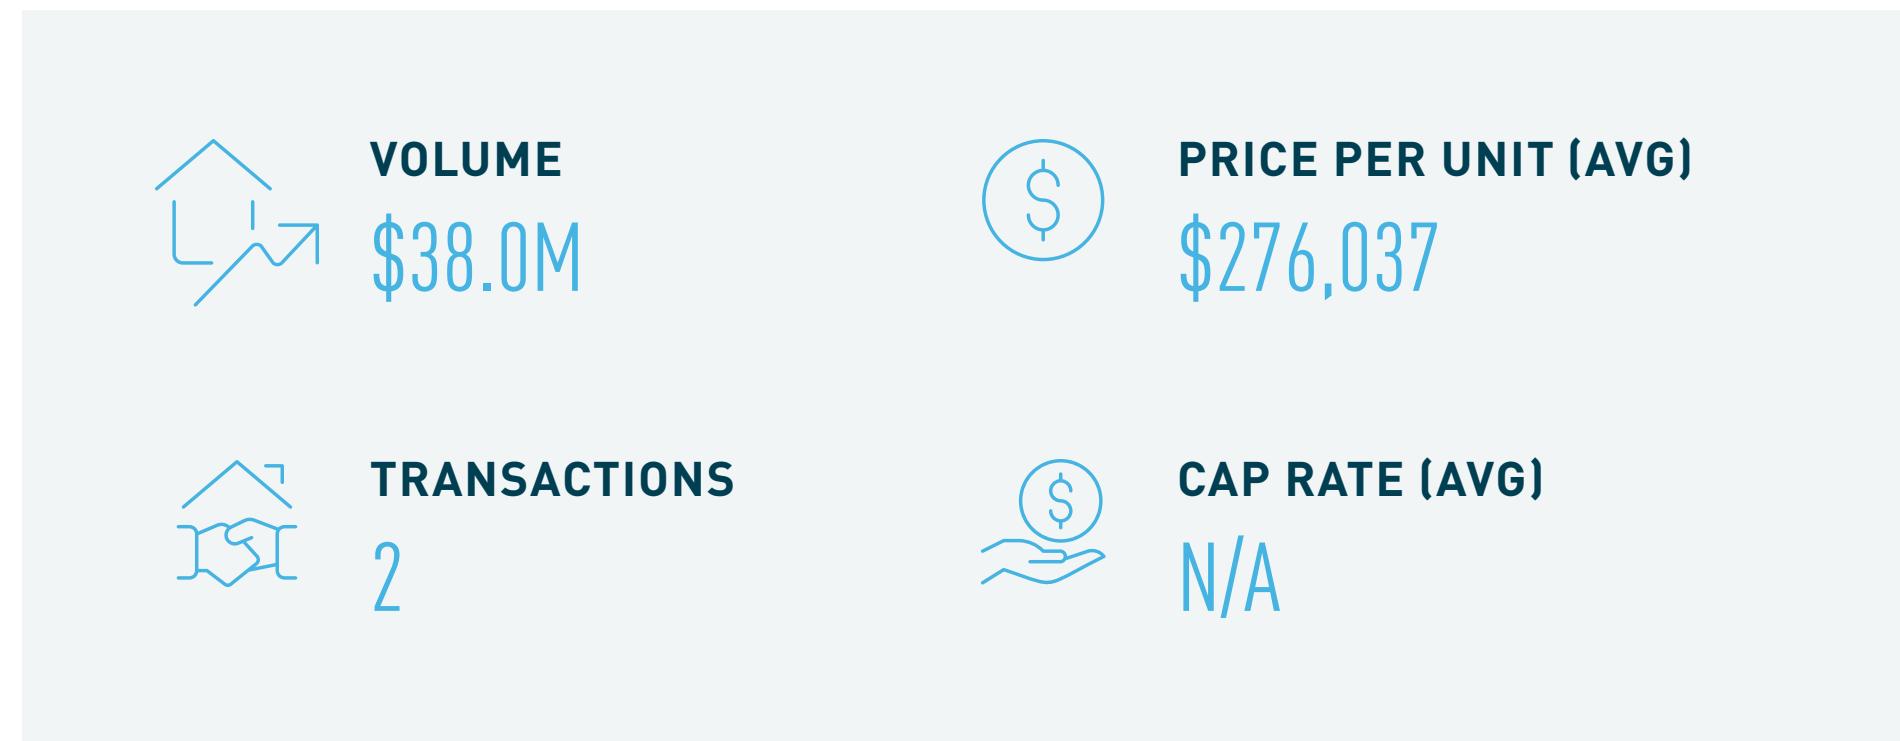 VOLUME
$38.0M
PRICE PER UNIT (AVG)
$276,037
TRANSACTIONS
2
CAP RATE (AVG)
N/A